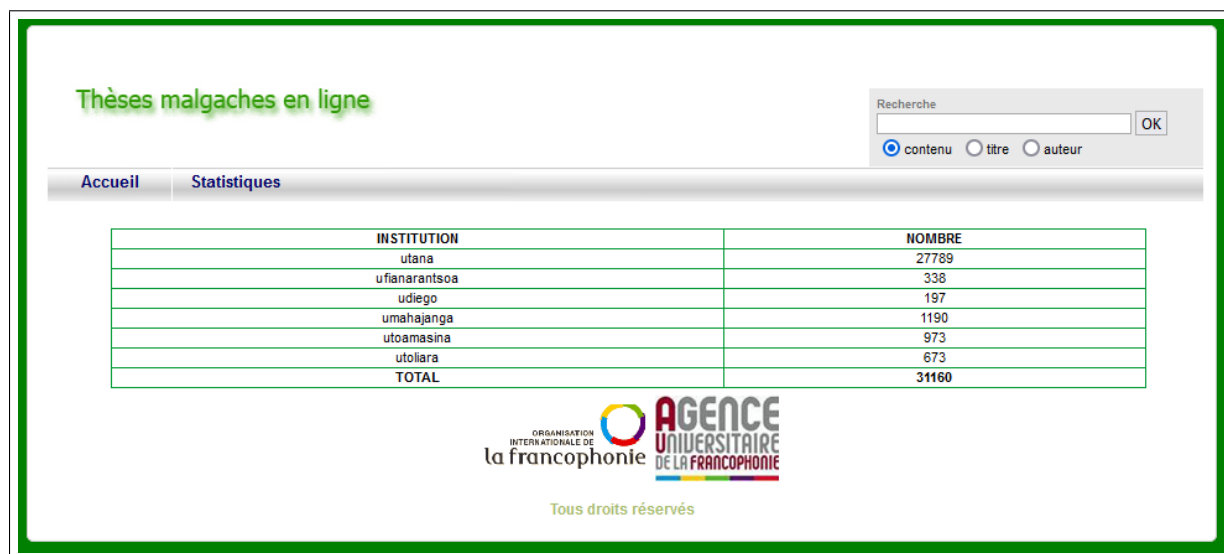 Thèses malgaches en ligne
Recherche
OK
contenu titre auteur
Accueil Statistiques
INSTITUTION NOMBRE
utana 27789
ufianarantsoa 338
udiego 197
umahajanga 1190
utoamasina 973
utoliara 673
TOTAL 31160
ORGANISATION
INTERNATIONALE DE
la francophonie
AGENCE
UNIVERSITAIRE
DE LA FRANCOPHONIE
Tous droits réservés